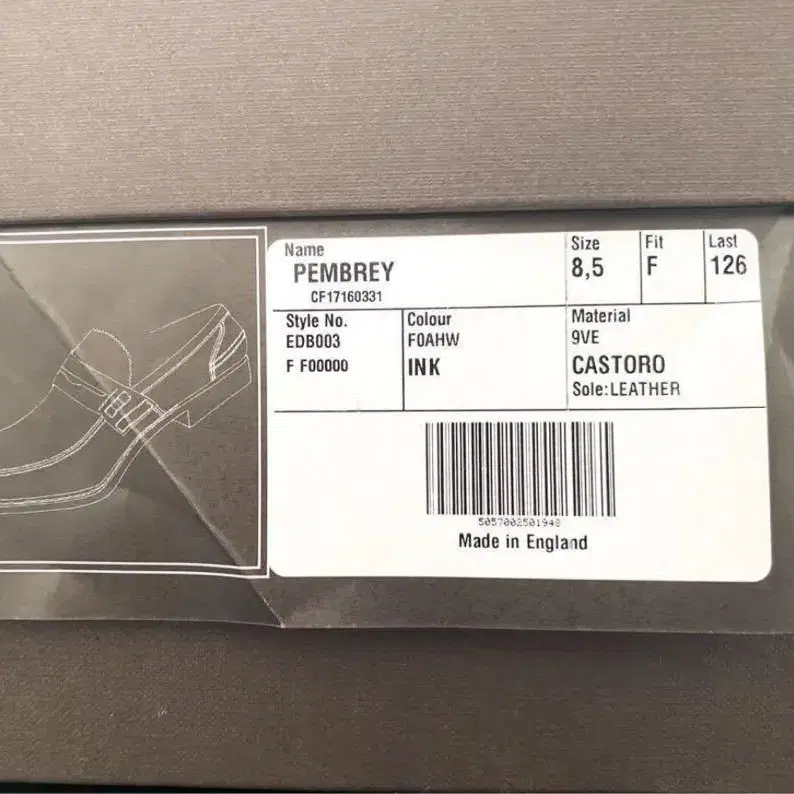 Name
PEMBREY
CF17160331
Size
8,5
Fit
F
Last
126
Style No.
EDB003
F F00000
Colour
F0AHW
INK
Material
9VE
CASTORO
Sole:LEATHER
5057002501948
Made in England